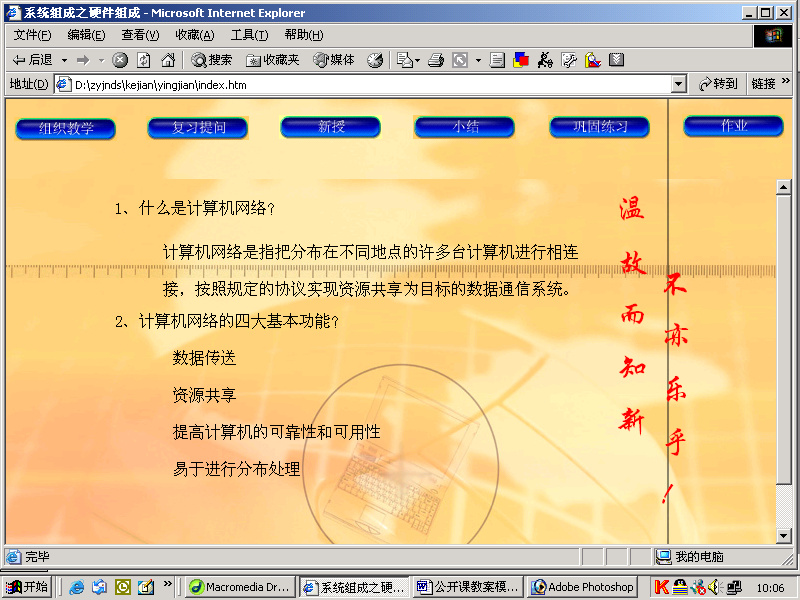 系统组成之硬件组成 - Microsoft Internet Explorer
文件(F) 编辑(E) 查看(V) 收藏(A) 工具(T) 帮助(H)
后退 搜索 收藏夹 媒体
地址(D) D:\zyjnds\kejian\yingjian\index.htm 转到 链接 »
组织教学 复习提问 新授 小结 巩固练习 作业
1、什么是计算机网络?
计算机网络是指把分布在不同地点的许多台计算机进行相连
接，按照规定的协议实现资源共享为目标的数据通信系统。
2、计算机网络的四大基本功能?
数据传送
资源共享
提高计算机的可靠性和可用性
易于进行分布处理
温故而知新
不亦乐乎！
完毕 我的电脑
开始 » Macromedia Dr... 系统组成之硬... 公开课教案模... Adobe Photoshop 10:06